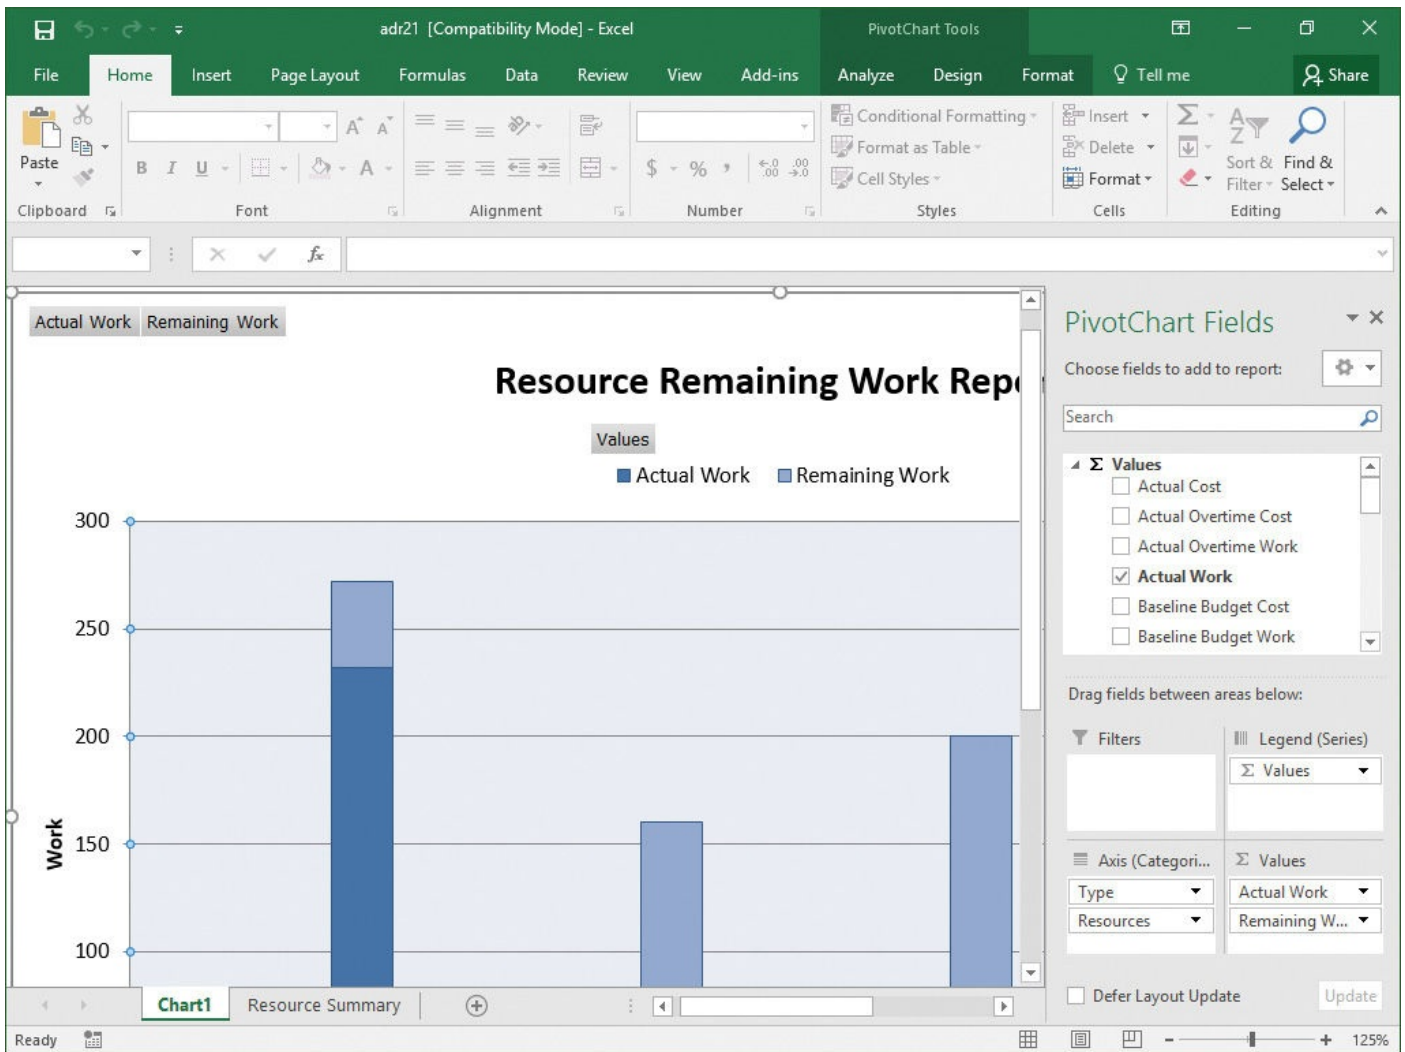 adr21 [Compatibility Mode] - Excel
PivotChart Tools
File Home Insert Page Layout Formulas Data Review View Add-ins Analyze Design Format Tell me Share
Paste
B I U A
$ % ,
Conditional Formatting
Format as Table
Cell Styles
Insert
Delete
Format
Sort & Filter
Find & Select
Clipboard Font Alignment Number Styles Cells Editing
fx
Actual Work Remaining Work
Resource Remaining Work Repo
Values
Actual Work Remaining Work
300
250
200
150
100
Work
PivotChart Fields
Choose fields to add to report:
Search
Σ Values
Actual Cost
Actual Overtime Cost
Actual Overtime Work
Actual Work
Baseline Budget Cost
Baseline Budget Work
Drag fields between areas below:
Filters
Legend (Series)
Σ Values
Axis (Categori...
Type
Resources
Σ Values
Actual Work
Remaining W...
Defer Layout Update Update
Chart1 Resource Summary
Ready 125%